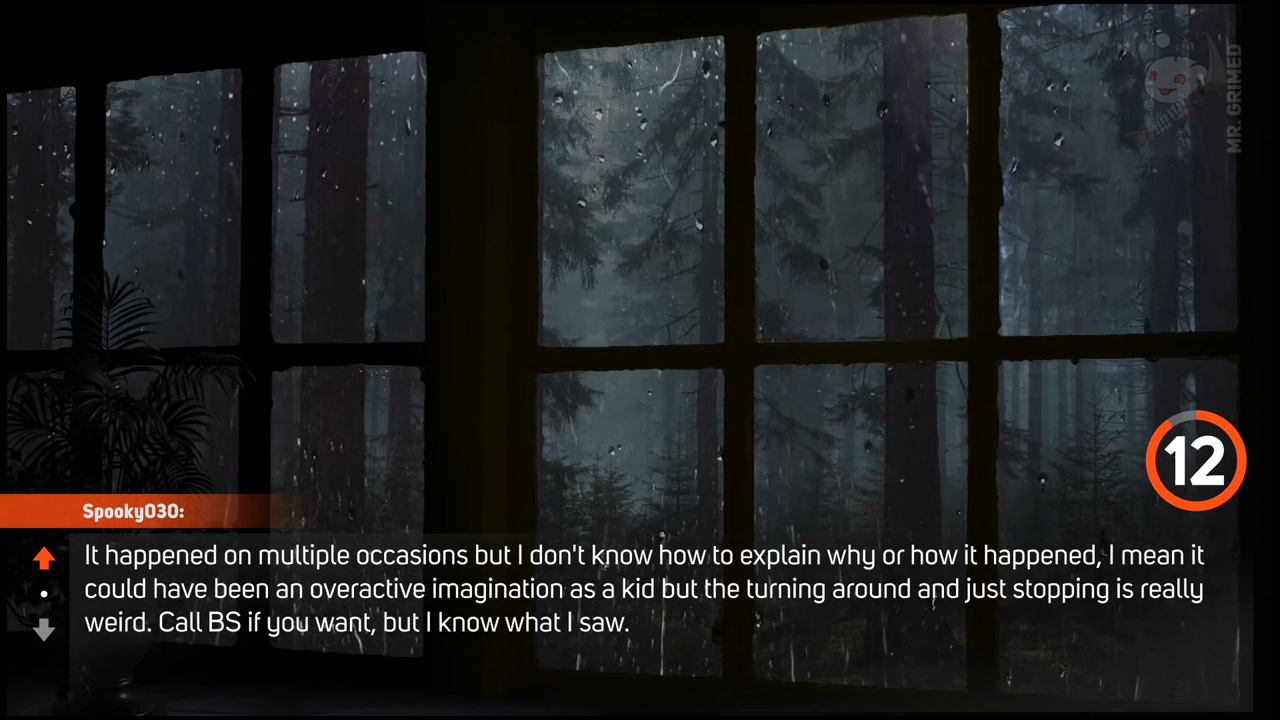 MR. GRIMED
12
Spooky030:
It happened on multiple occasions but I don't know how to explain why or how it happened, I mean it
could have been an overactive imagination as a kid but the turning around and just stopping is really
weird. Call BS if you want, but I know what I saw.